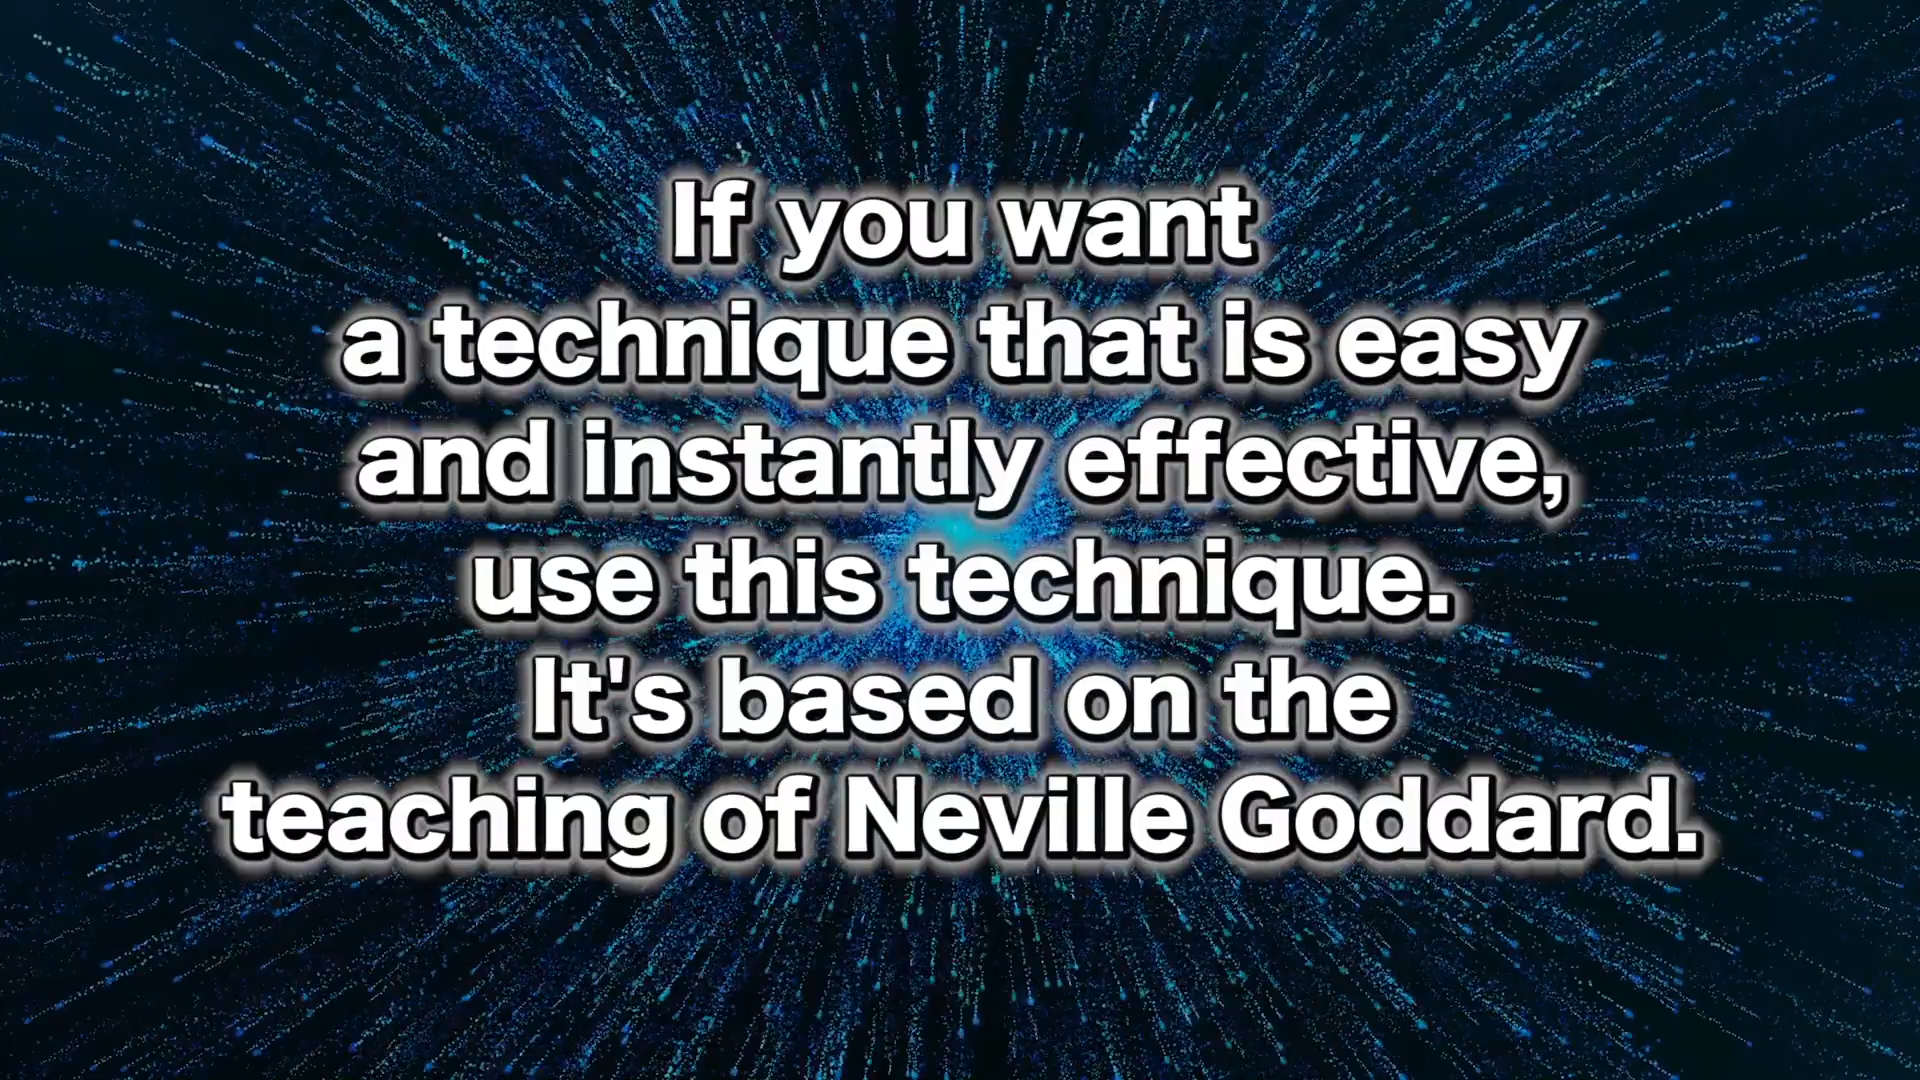 If you want
a technique that is easy
and instantly effective,
use this technique.
It's based on the
teaching of Neville Goddard.